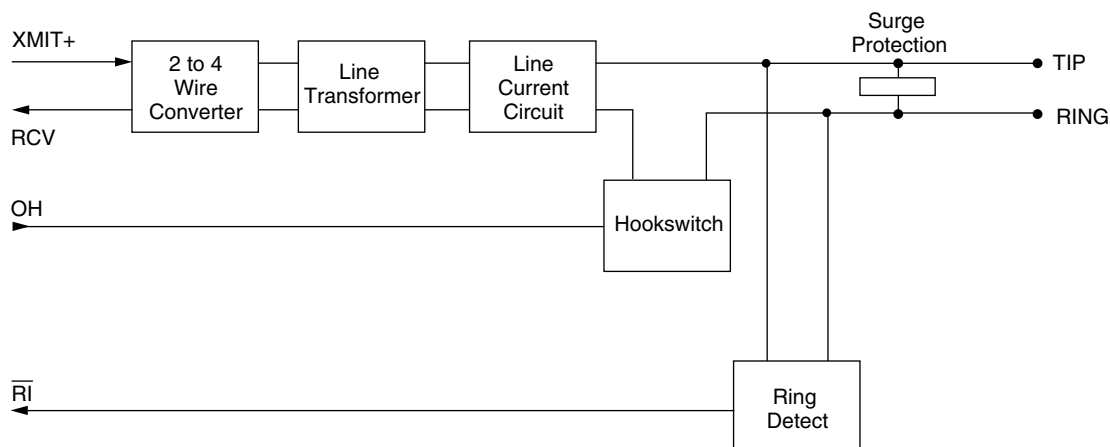 Surge
Protection
XMIT+
2 to 4
Wire
Converter
Line
Transformer
Line
Current
Circuit
TIP
RCV
RING
OH
Hookswitch
R̅I̅
Ring
Detect